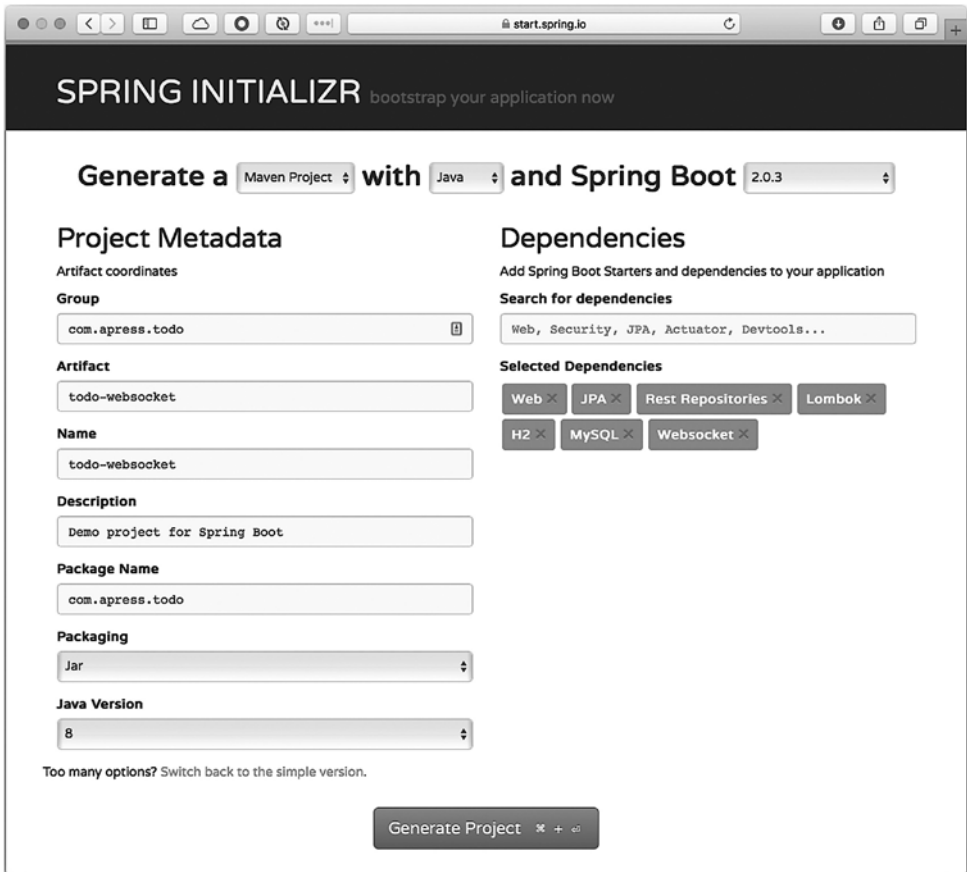 start.spring.io
SPRING INITIALIZR bootstrap your application now
Generate a Maven Project with Java and Spring Boot 2.0.3
Project Metadata
Artifact coordinates
Group
com.apress.todo
Artifact
todo-websocket
Name
todo-websocket
Description
Demo project for Spring Boot
Package Name
com.apress.todo
Packaging
Jar
Java Version
8
Too many options? Switch back to the simple version.
Dependencies
Add Spring Boot Starters and dependencies to your application
Search for dependencies
Web, Security, JPA, Actuator, Devtools...
Selected Dependencies
Web × JPA × Rest Repositories × Lombok ×
H2 × MySQL × Websocket ×
Generate Project ⌘ + ⏎